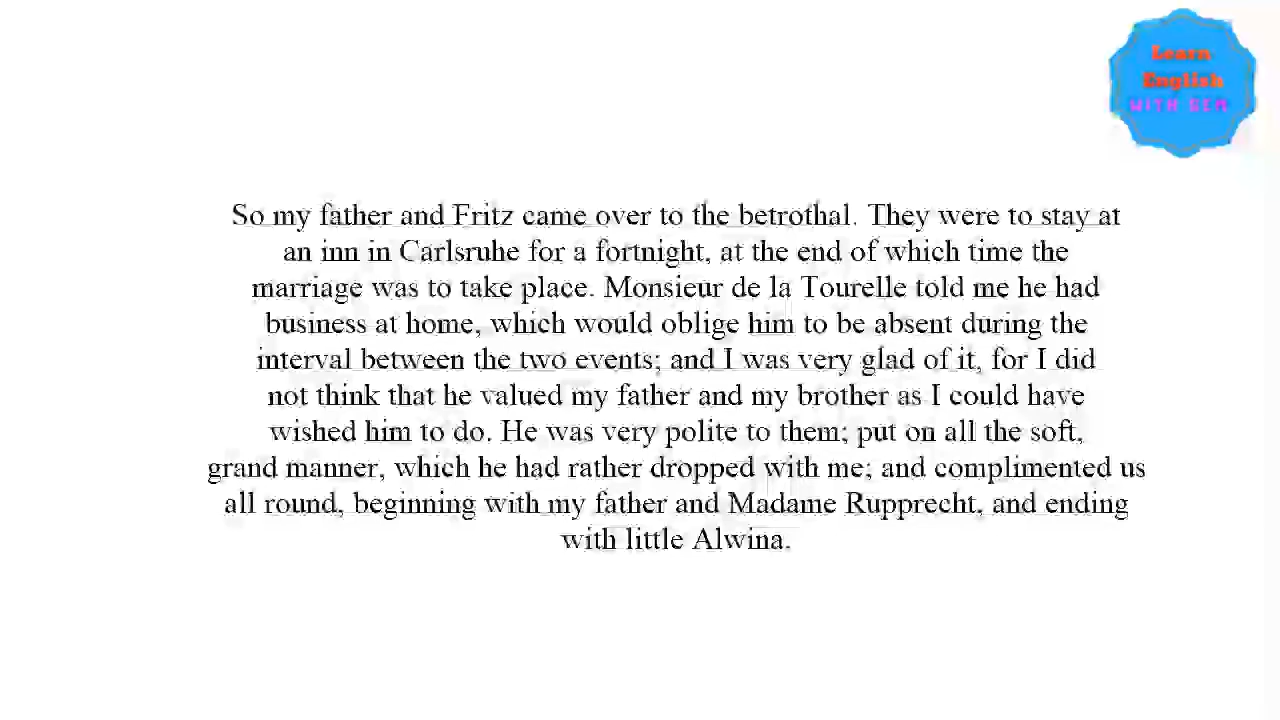 Learn
English
WITH GEM
So my father and Fritz came over to the betrothal. They were to stay at
an inn in Carlsruhe for a fortnight, at the end of which time the
marriage was to take place. Monsieur de la Tourelle told me he had
business at home, which would oblige him to be absent during the
interval between the two events; and I was very glad of it, for I did
not think that he valued my father and my brother as I could have
wished him to do. He was very polite to them; put on all the soft,
grand manner, which he had rather dropped with me; and complimented us
all round, beginning with my father and Madame Rupprecht, and ending
with little Alwina.